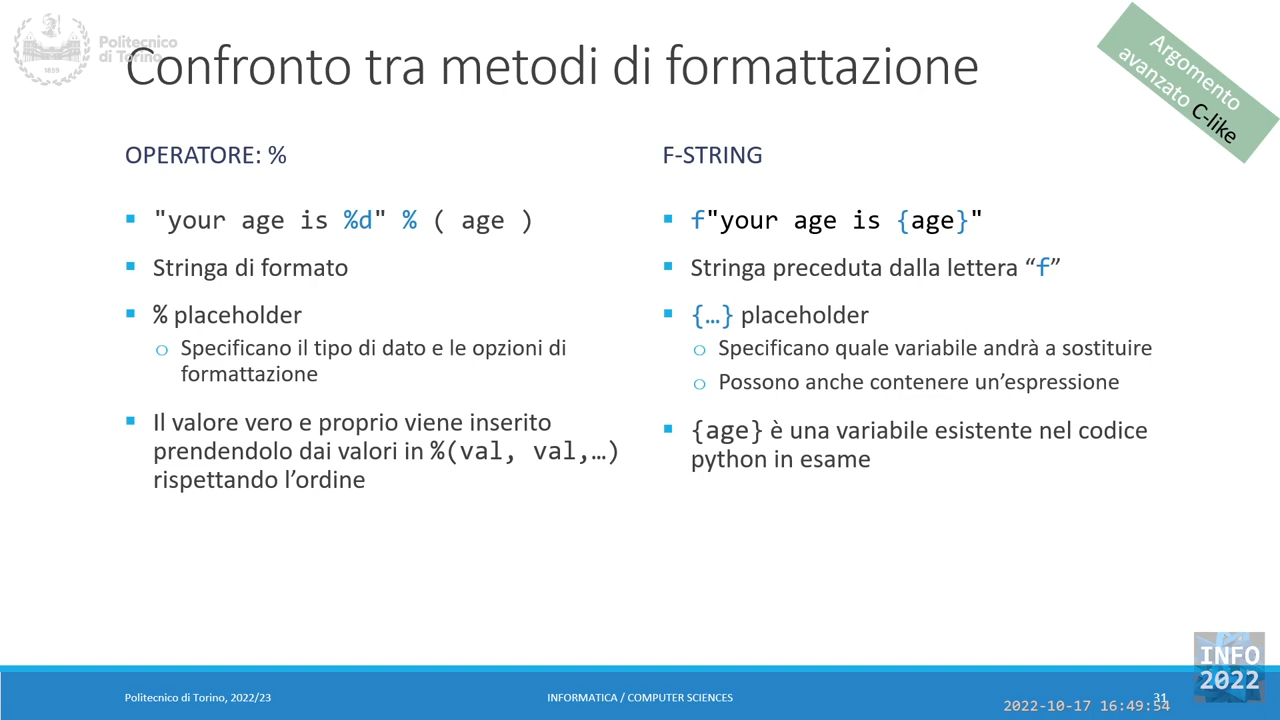 Politecnico
di Torino
1859
Confronto tra metodi di formattazione
Argomento
avanzato C-like
OPERATORE: %
"your age is %d" % ( age )
Stringa di formato
% placeholder
Specificano il tipo di dato e le opzioni di
formattazione
Il valore vero e proprio viene inserito
prendendolo dai valori in %(val, val,…)
rispettando l’ordine
F-STRING
f"your age is {age}"
Stringa preceduta dalla lettera “f”
{…} placeholder
Specificano quale variabile andrà a sostituire
Possono anche contenere un’espressione
{age} è una variabile esistente nel codice
python in esame
Politecnico di Torino, 2022/23
INFORMATICA / COMPUTER SCIENCES
31
INFO
2022
2022-10-17 16:49:54